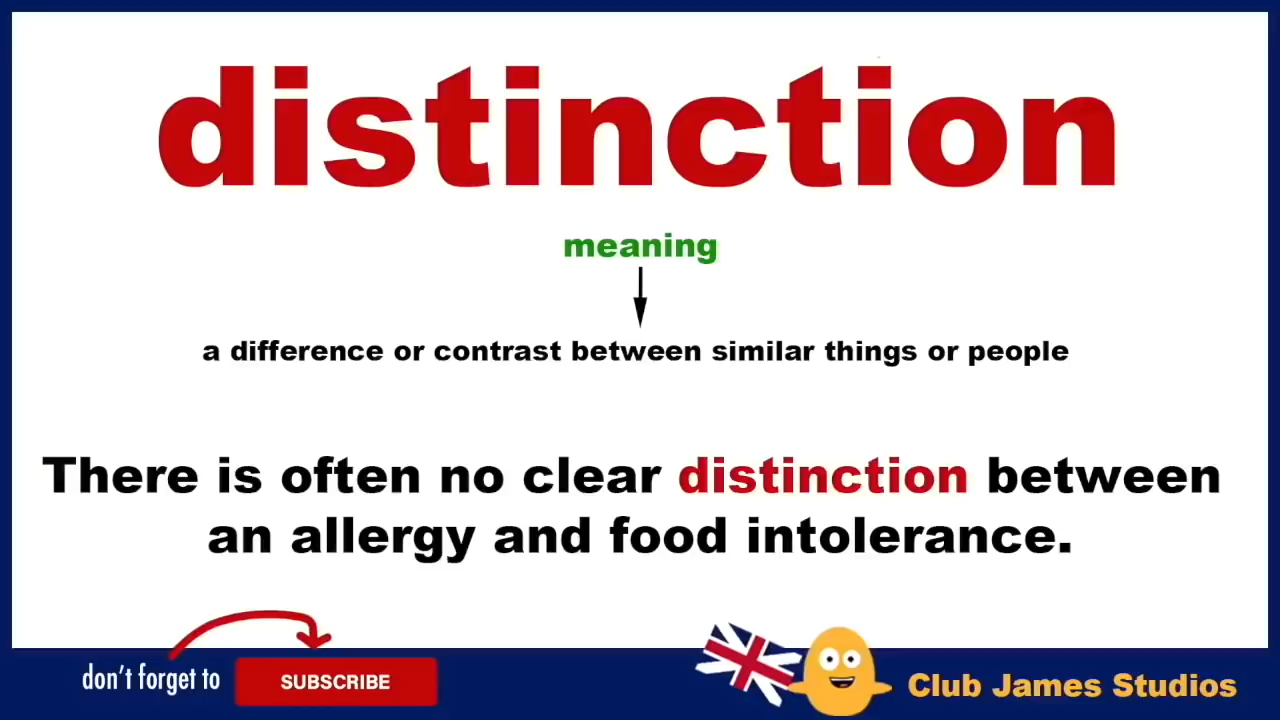 distinction
meaning
a difference or contrast between similar things or people
There is often no clear distinction between
an allergy and food intolerance.
don't forget to
SUBSCRIBE
Club James Studios